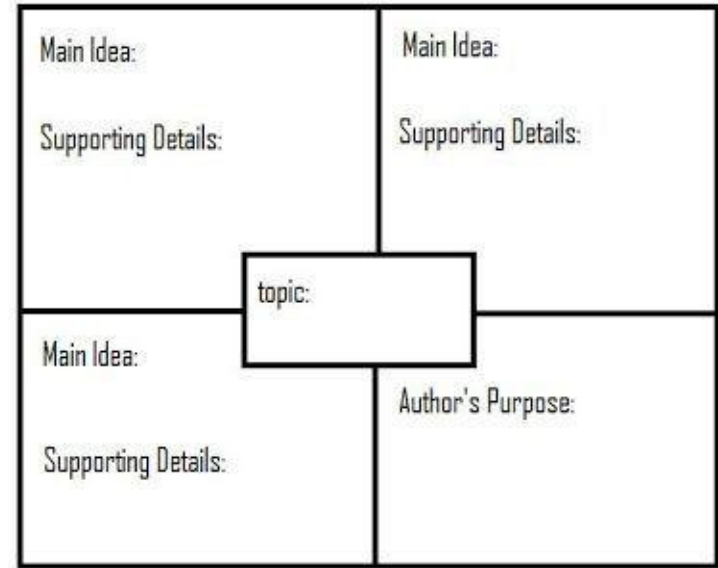 Main Idea:
Supporting Details:
Main Idea:
Supporting Details:
topic:
Main Idea:
Supporting Details:
Author's Purpose: